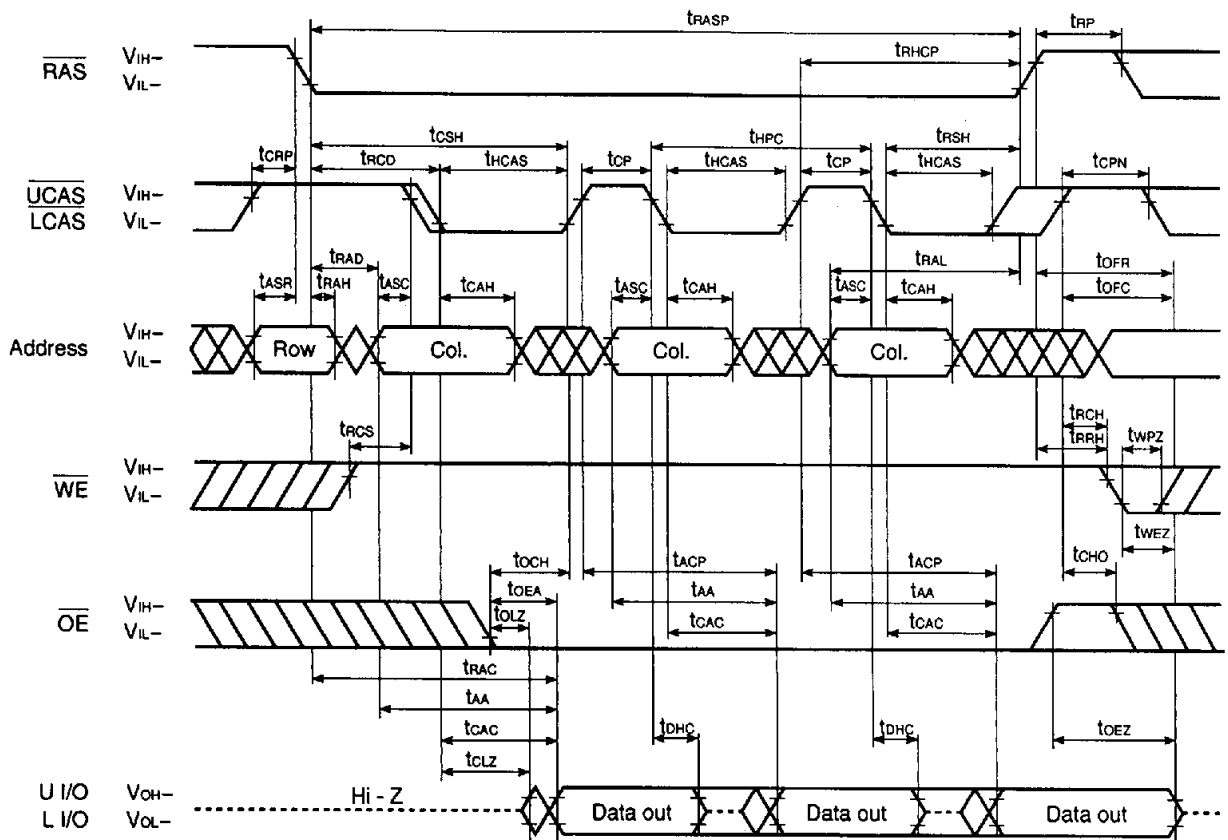 tRASP tRP
RAS VIH– tRHCP
VIL–
tCSH tHPC tRSH
tCRP tRCD tHCAS tCP tHCAS tCP tHCAS tCPN
UCAS VIH–
LCAS VIL–
tRAD tRAL tOFR
tASR tRAH tASC tCAH tASC tCAH tASC tCAH tOFC
Address VIH– Row Col. Col. Col.
VIL–
tRCS tRCH tRRH tWPZ
WE VIH–
VIL–
tWEZ
tOCH tACP tACP tCHO
tOEA tAA tAA
OE VIH– tOLZ tCAC tCAC
VIL–
tRAC
tAA
tCAC tDHC tDHC tOEZ
tCLZ
U I/O VOH– Hi - Z Data out Data out Data out
L I/O VOL–